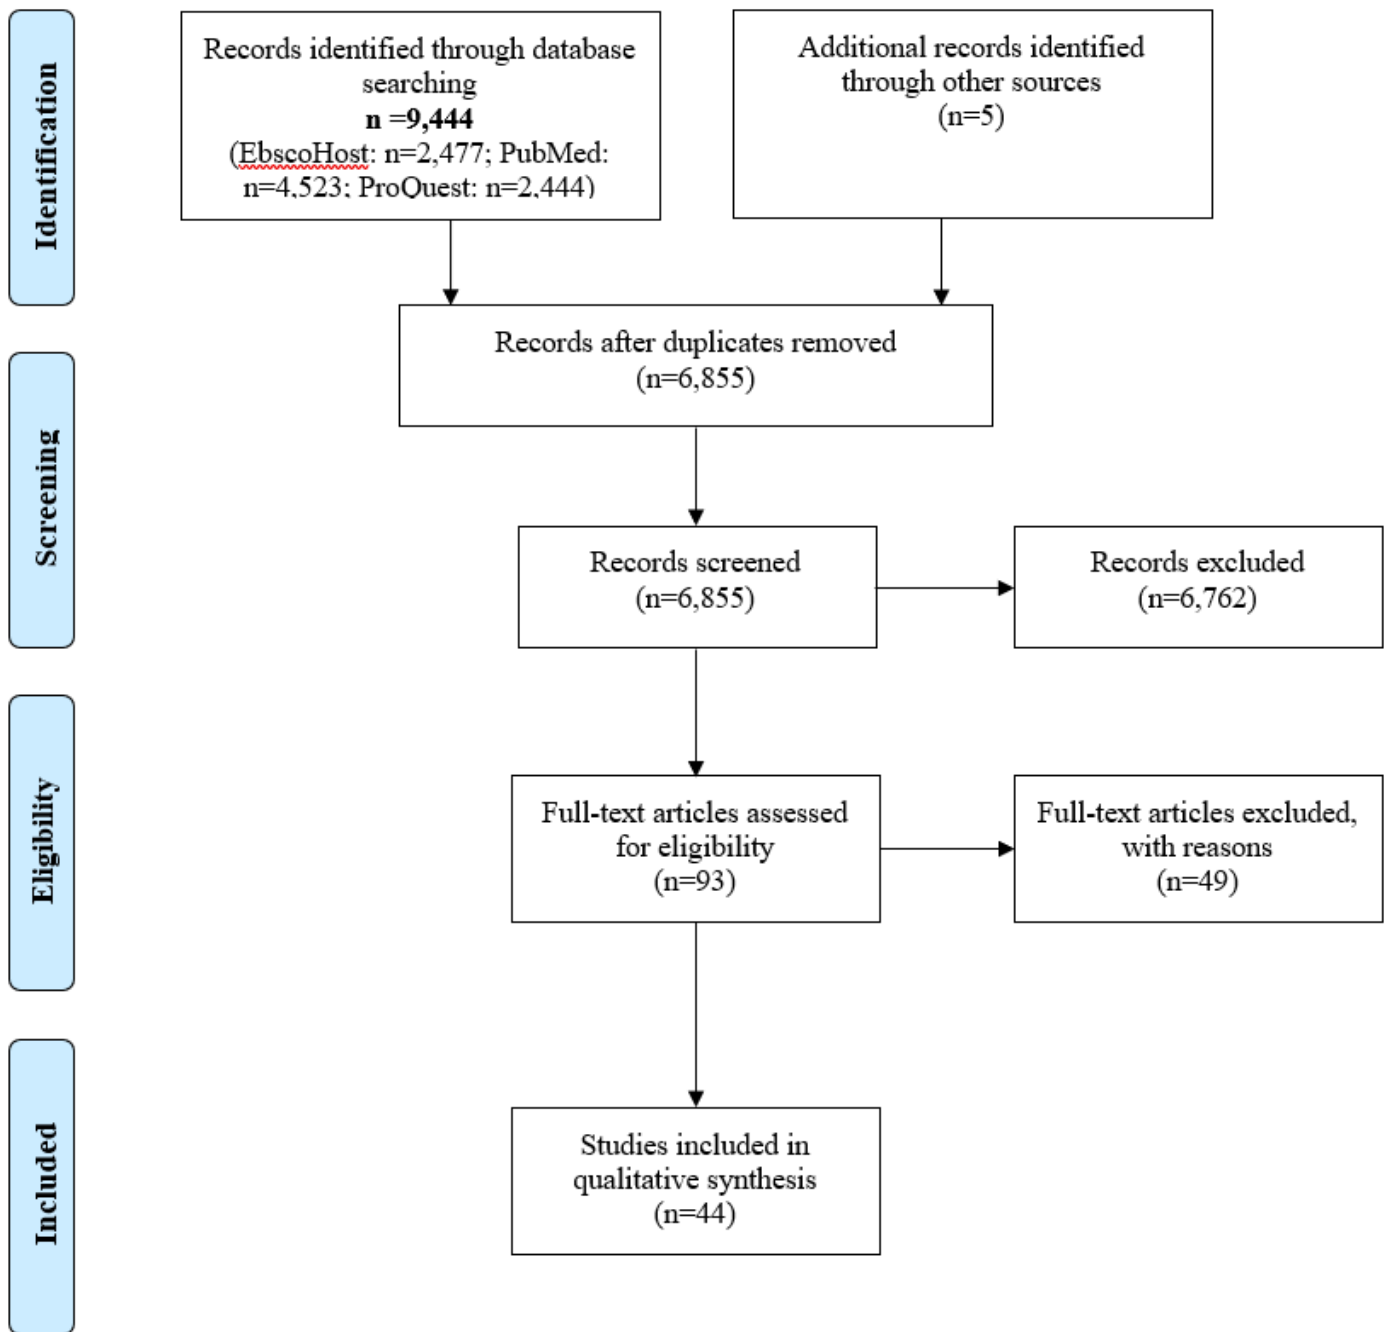 Identification
Records identified through database
searching
n =9,444
(EbscoHost: n=2,477; PubMed:
n=4,523; ProQuest: n=2,444)
Additional records identified
through other sources
(n=5)
Records after duplicates removed
(n=6,855)
Screening
Records screened
(n=6,855)
Records excluded
(n=6,762)
Eligibility
Full-text articles assessed
for eligibility
(n=93)
Full-text articles excluded,
with reasons
(n=49)
Included
Studies included in
qualitative synthesis
(n=44)